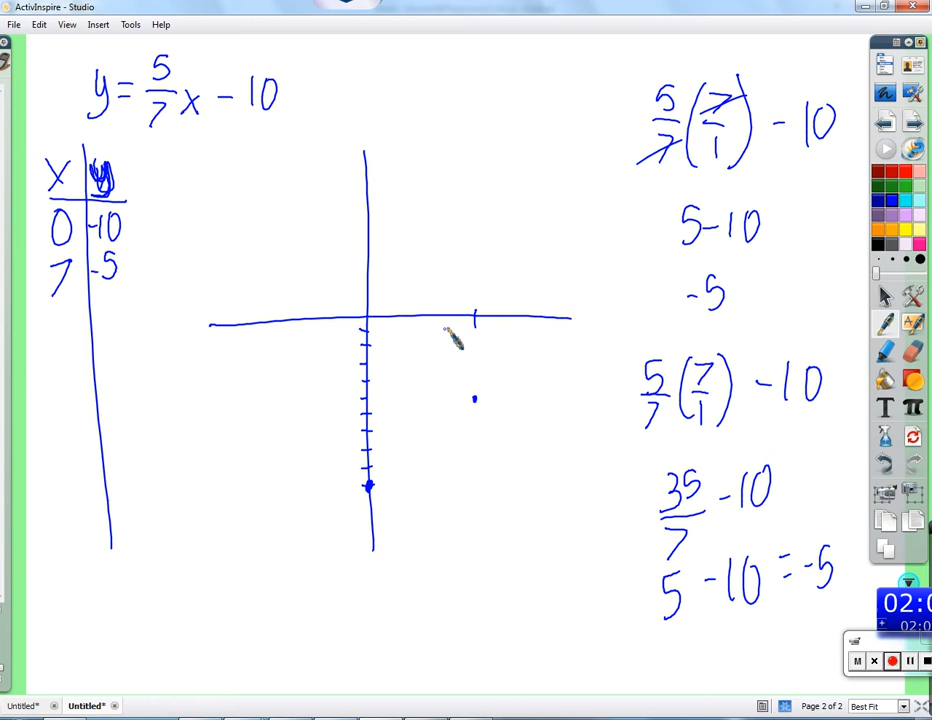 ActivInspire - Studio
File Edit View Insert Tools Help
y = 5/7 x - 10
x y
0 -10
7 -5
5/7 (7/1) - 10
5-10
-5
5/7 (7/1) - 10
35/7 - 10
5 - 10 = -5
02:0
02:0
M
Untitled* Untitled*
Page 2 of 2 Best Fit